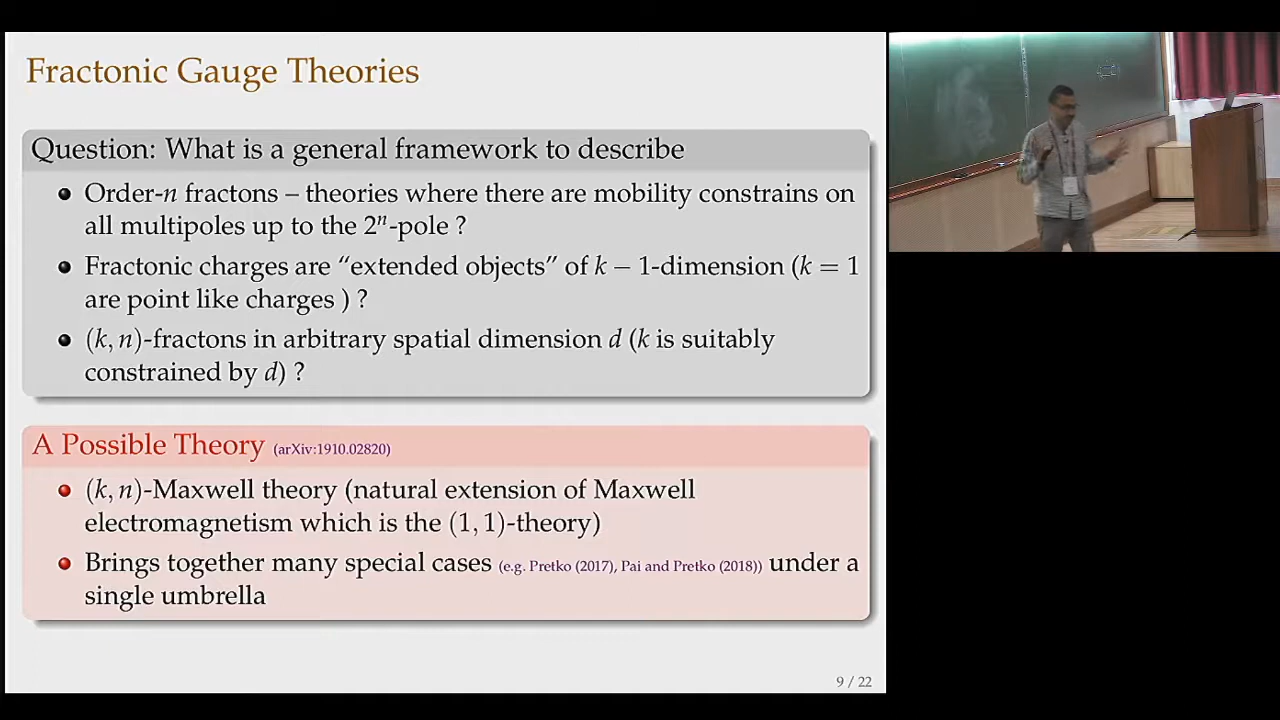 Fractonic Gauge Theories
Question: What is a general framework to describe
Order-n fractons – theories where there are mobility constrains on
all multipoles up to the 2ⁿ-pole ?
Fractonic charges are “extended objects” of k − 1-dimension (k = 1
are point like charges ) ?
(k, n)-fractons in arbitrary spatial dimension d (k is suitably
constrained by d) ?
A Possible Theory (arXiv:1910.02820)
(k, n)-Maxwell theory (natural extension of Maxwell
electromagnetism which is the (1, 1)-theory)
Brings together many special cases (e.g. Pretko (2017), Pai and Pretko (2018)) under a
single umbrella
9 / 22